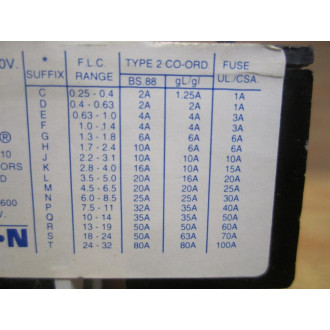 0V. * F.L.C. TYPE 2 CO-ORD FUSE
SUFFIX RANGE BS 88 gL/gI UL/CSA
C 0.25 - 0.4 2A 1.25A 1A
D 0.4 - 0.63 2A 2A 1A
E 0.63 - 1.0 4A 4A 3A
F 1.0 - 1.4 4A 4A 3A
® G 1.3 - 1.8 6A 6A 6A
10 H 1.7 - 2.4 10A 6A 6A
ORS J 2.2 - 3.1 10A 10A 10A
D K 2.8 - 4.0 16A 10A 15A
L 3.5 - 5.0 20A 16A 20A
M 4.5 - 6.5 20A 20A 25A
600 N 6.0 - 8.5 25A 25A 30A
V. P 7.5 - 11 35A 35A 40A
N Q 10 - 14 35A 35A 50A
R 13 - 19 50A 50A 60A
S 18 - 24 50A 63A 70A
T 24 - 32 80A 80A 100A